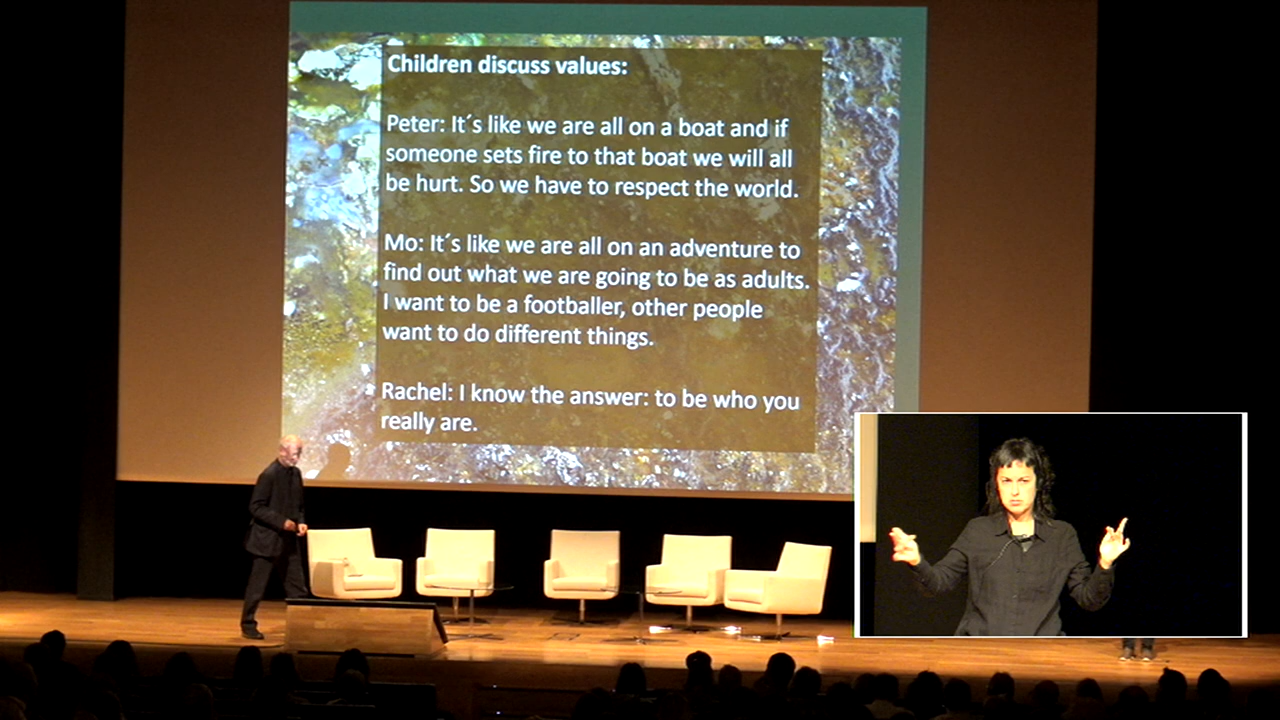 Children discuss values:
Peter: It´s like we are all on a boat and if
someone sets fire to that boat we will all
be hurt. So we have to respect the world.
Mo: It´s like we are all on an adventure to
find out what we are going to be as adults.
I want to be a footballer, other people
want to do different things.
Rachel: I know the answer: to be who you
really are.